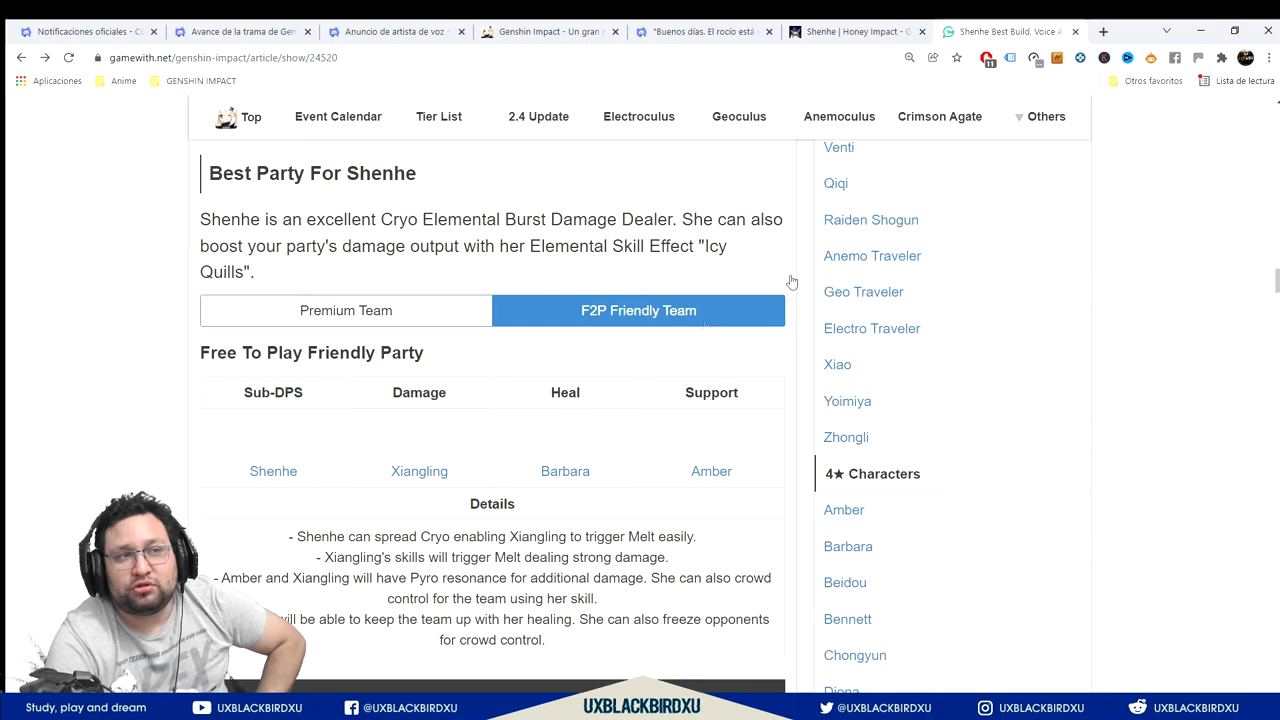 Notificaciones oficiales - Co
Avance de la trama de Gen
Anuncio de artista de voz -
Genshin Impact - Un gran r
"Buenos días. El rocío está
Shenhe | Honey Impact - G
Shenhe Best Build, Voice A
gamewith.net/genshin-impact/article/show/24520
11
Aplicaciones
Anime
GENSHIN IMPACT
Otros favoritos
Lista de lectura
Top
Event Calendar
Tier List
2.4 Update
Electroculus
Geoculus
Anemoculus
Crimson Agate
Others
Best Party For Shenhe
Shenhe is an excellent Cryo Elemental Burst Damage Dealer. She can also
boost your party's damage output with her Elemental Skill Effect "Icy
Quills".
Premium Team
F2P Friendly Team
Free To Play Friendly Party
Sub-DPS
Damage
Heal
Support
Shenhe
Xiangling
Barbara
Amber
Details
- Shenhe can spread Cryo enabling Xiangling to trigger Melt easily.
- Xiangling's skills will trigger Melt dealing strong damage.
- Amber and Xiangling will have Pyro resonance for additional damage. She can also crowd
control for the team using her skill.
will be able to keep the team up with her healing. She can also freeze opponents
for crowd control.
Venti
Qiqi
Raiden Shogun
Anemo Traveler
Geo Traveler
Electro Traveler
Xiao
Yoimiya
Zhongli
4★ Characters
Amber
Barbara
Beidou
Bennett
Chongyun
Diona
Study, play and dream
UXBLACKBIRDXU
@UXBLACKBIRDXU
UXBLACKBIRDXU
@UXBLACKBIRDXU
UXBLACKBIRDXU
UXBLACKBIRDXU